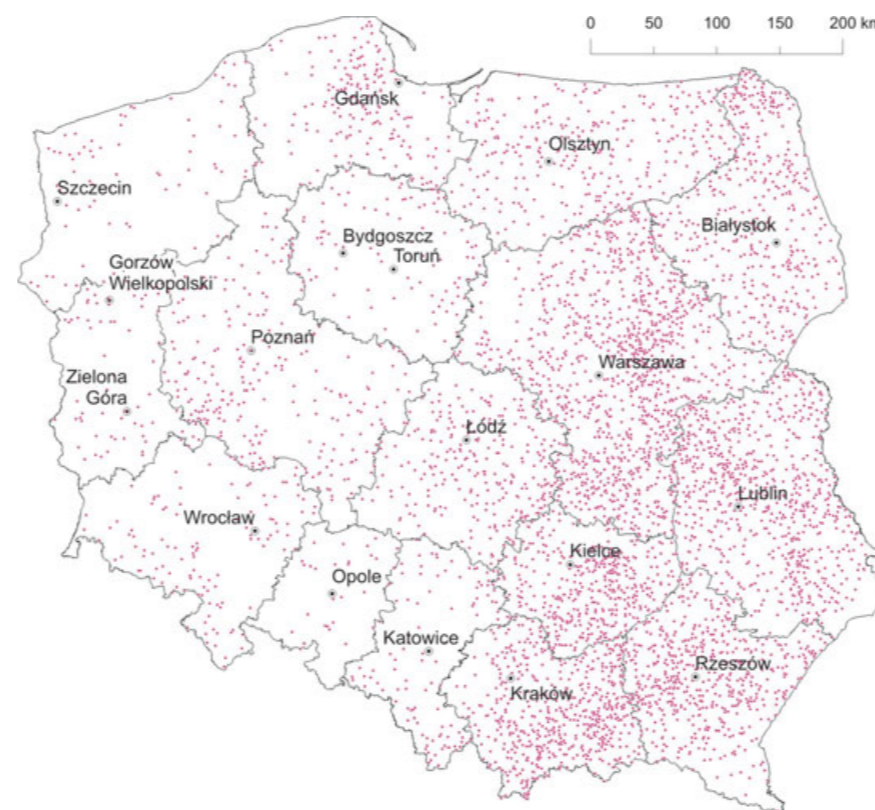 0 50 100 150 200 km
Gdańsk
Olsztyn
Szczecin
Białystok
Bydgoszcz
Toruń
Gorzów
Wielkopolski
Poznań
Warszawa
Zielona
Góra
Łódź
Lublin
Wrocław
Kielce
Opole
Katowice
Rzeszów
Kraków